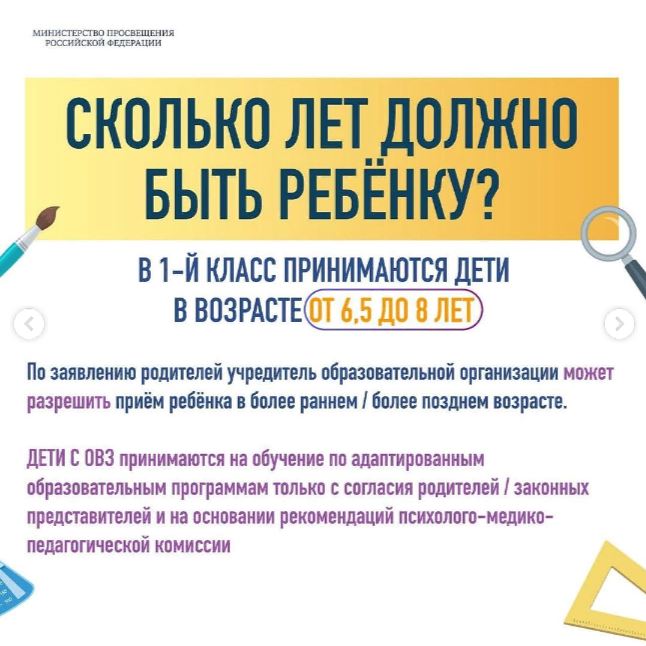 МИНИСТЕРСТВО ПРОСВЕЩЕНИЯ
РОССИЙСКОЙ ФЕДЕРАЦИИ
СКОЛЬКО ЛЕТ ДОЛЖНО
БЫТЬ РЕБЁНКУ?
В 1-Й КЛАСС ПРИНИМАЮТСЯ ДЕТИ
В ВОЗРАСТЕ ОТ 6,5 ДО 8 ЛЕТ
По заявлению родителей учредитель образовательной организации может
разрешить приём ребёнка в более раннем / более позднем возрасте.
ДЕТИ С ОВЗ принимаются на обучение по адаптированным
образовательным программам только с согласия родителей / законных
представителей и на основании рекомендаций психолого-медико-
педагогической комиссии